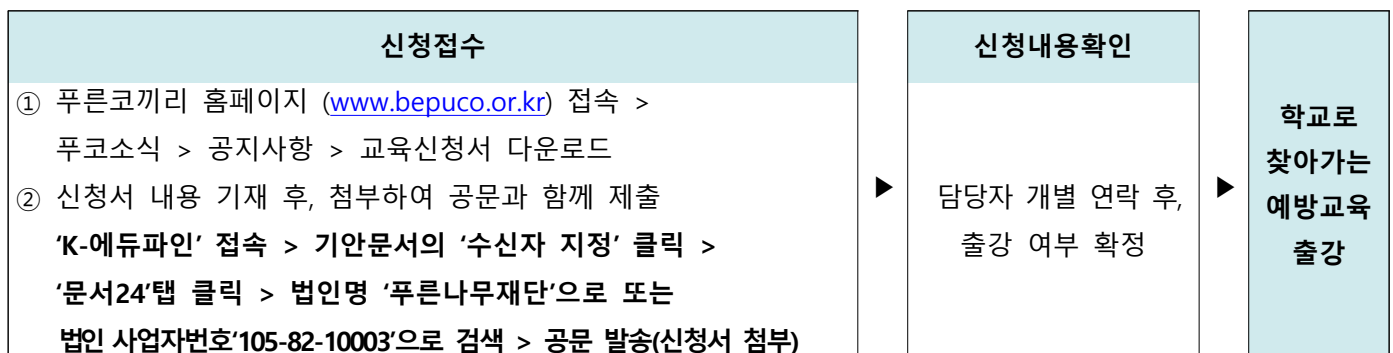 신청접수
① 푸른코끼리 홈페이지 (www.bepuco.or.kr) 접속 >
푸코소식 > 공지사항 > 교육신청서 다운로드
② 신청서 내용 기재 후, 첨부하여 공문과 함께 제출
‘K-에듀파인’ 접속 > 기안문서의 ‘수신자 지정’ 클릭 >
‘문서24’탭 클릭 > 법인명 ‘푸른나무재단’으로 또는
법인 사업자번호‘105-82-10003’으로 검색 > 공문 발송(신청서 첨부)
▶
신청내용확인
담당자 개별 연락 후,
출강 여부 확정
▶
학교로
찾아가는
예방교육
출강